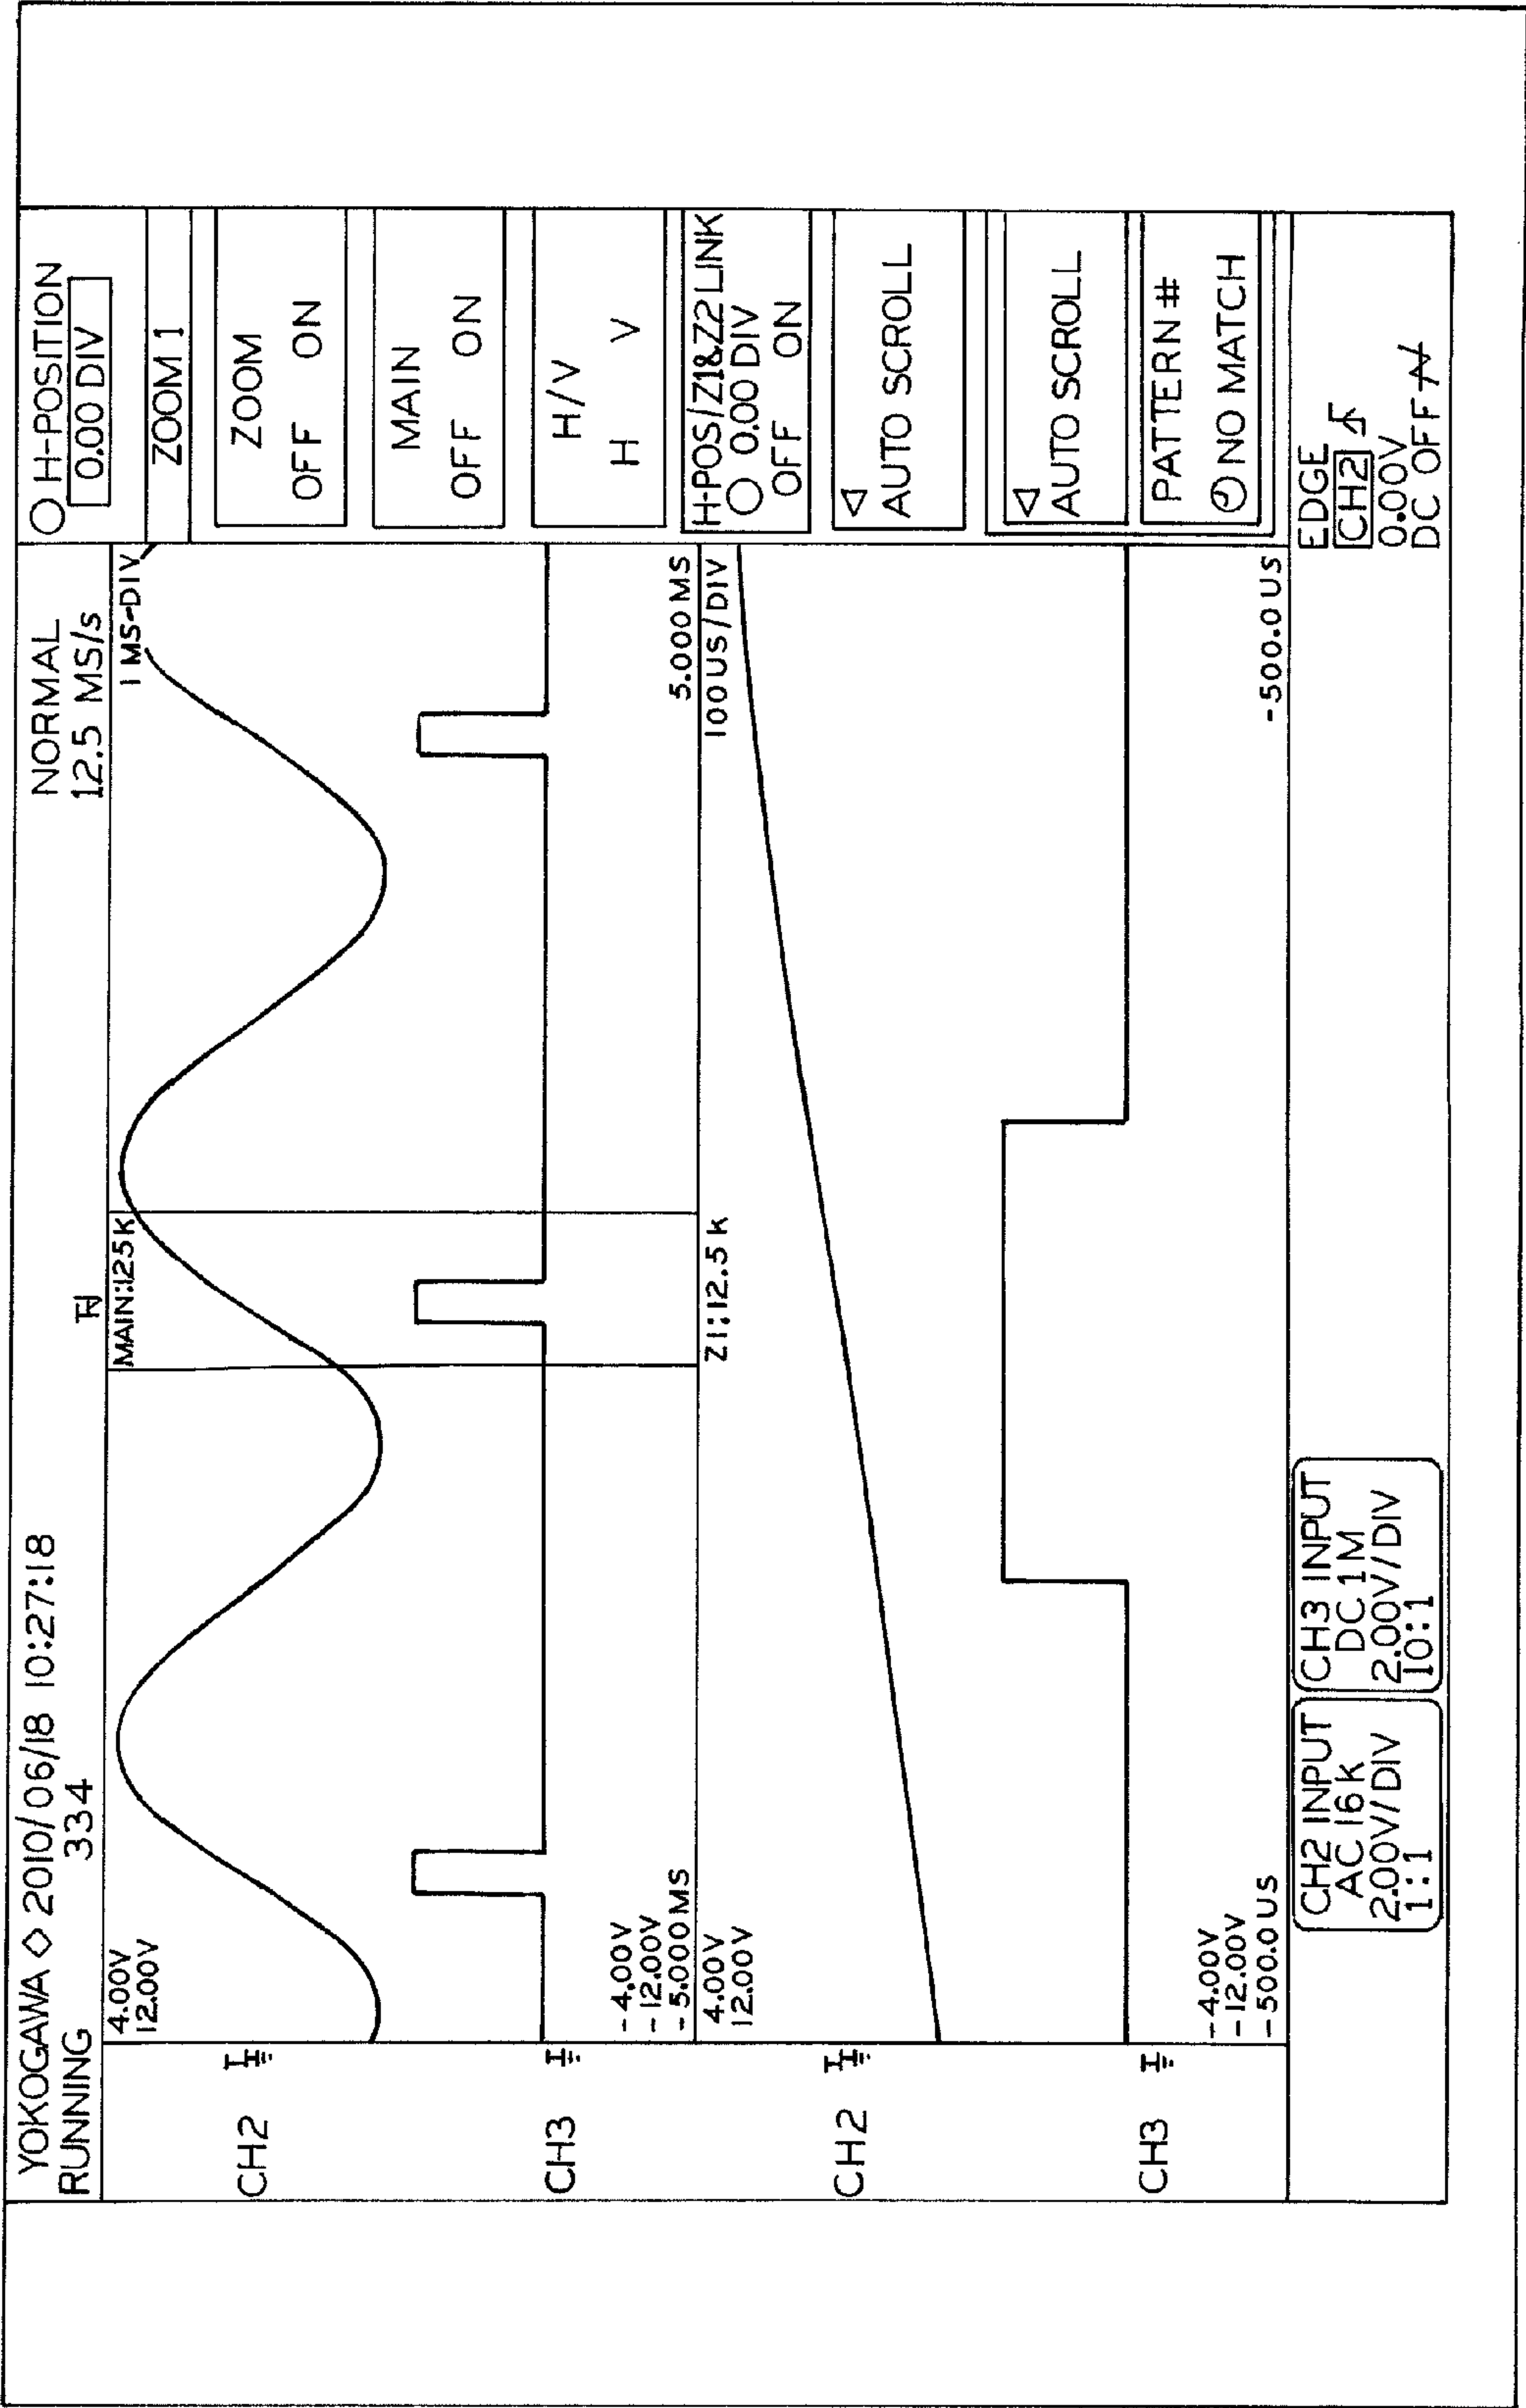 YOKOGAWA ◇ 2010/06/18 10:27:18
RUNNING 334
NORMAL
12.5 MS/s
H-POSITION
0.00 DIV
4.00V
12.00V
MAIN:125K
1 MS-DIV
ZOOM 1
CH2
ZOOM
OFF ON
MAIN
OFF ON
CH3
H/V
H V
-4.00V
-12.00V
-5.000 MS
5.000 MS
4.00V
12.00V
Z1:12.5 k
100 US/DIV
H-POS/Z1&Z2 LINK
0.00 DIV
OFF ON
CH2
AUTO SCROLL
AUTO SCROLL
CH3
PATTERN #
NO MATCH
-4.00V
-12.00V
-500.0 US
-500.0 US
CH2 INPUT
AC 16 k
2.00V/DIV
1:1
CH3 INPUT
DC 1M
2.00V/DIV
10:1
EDGE
CH2
0.00V
DC OFF